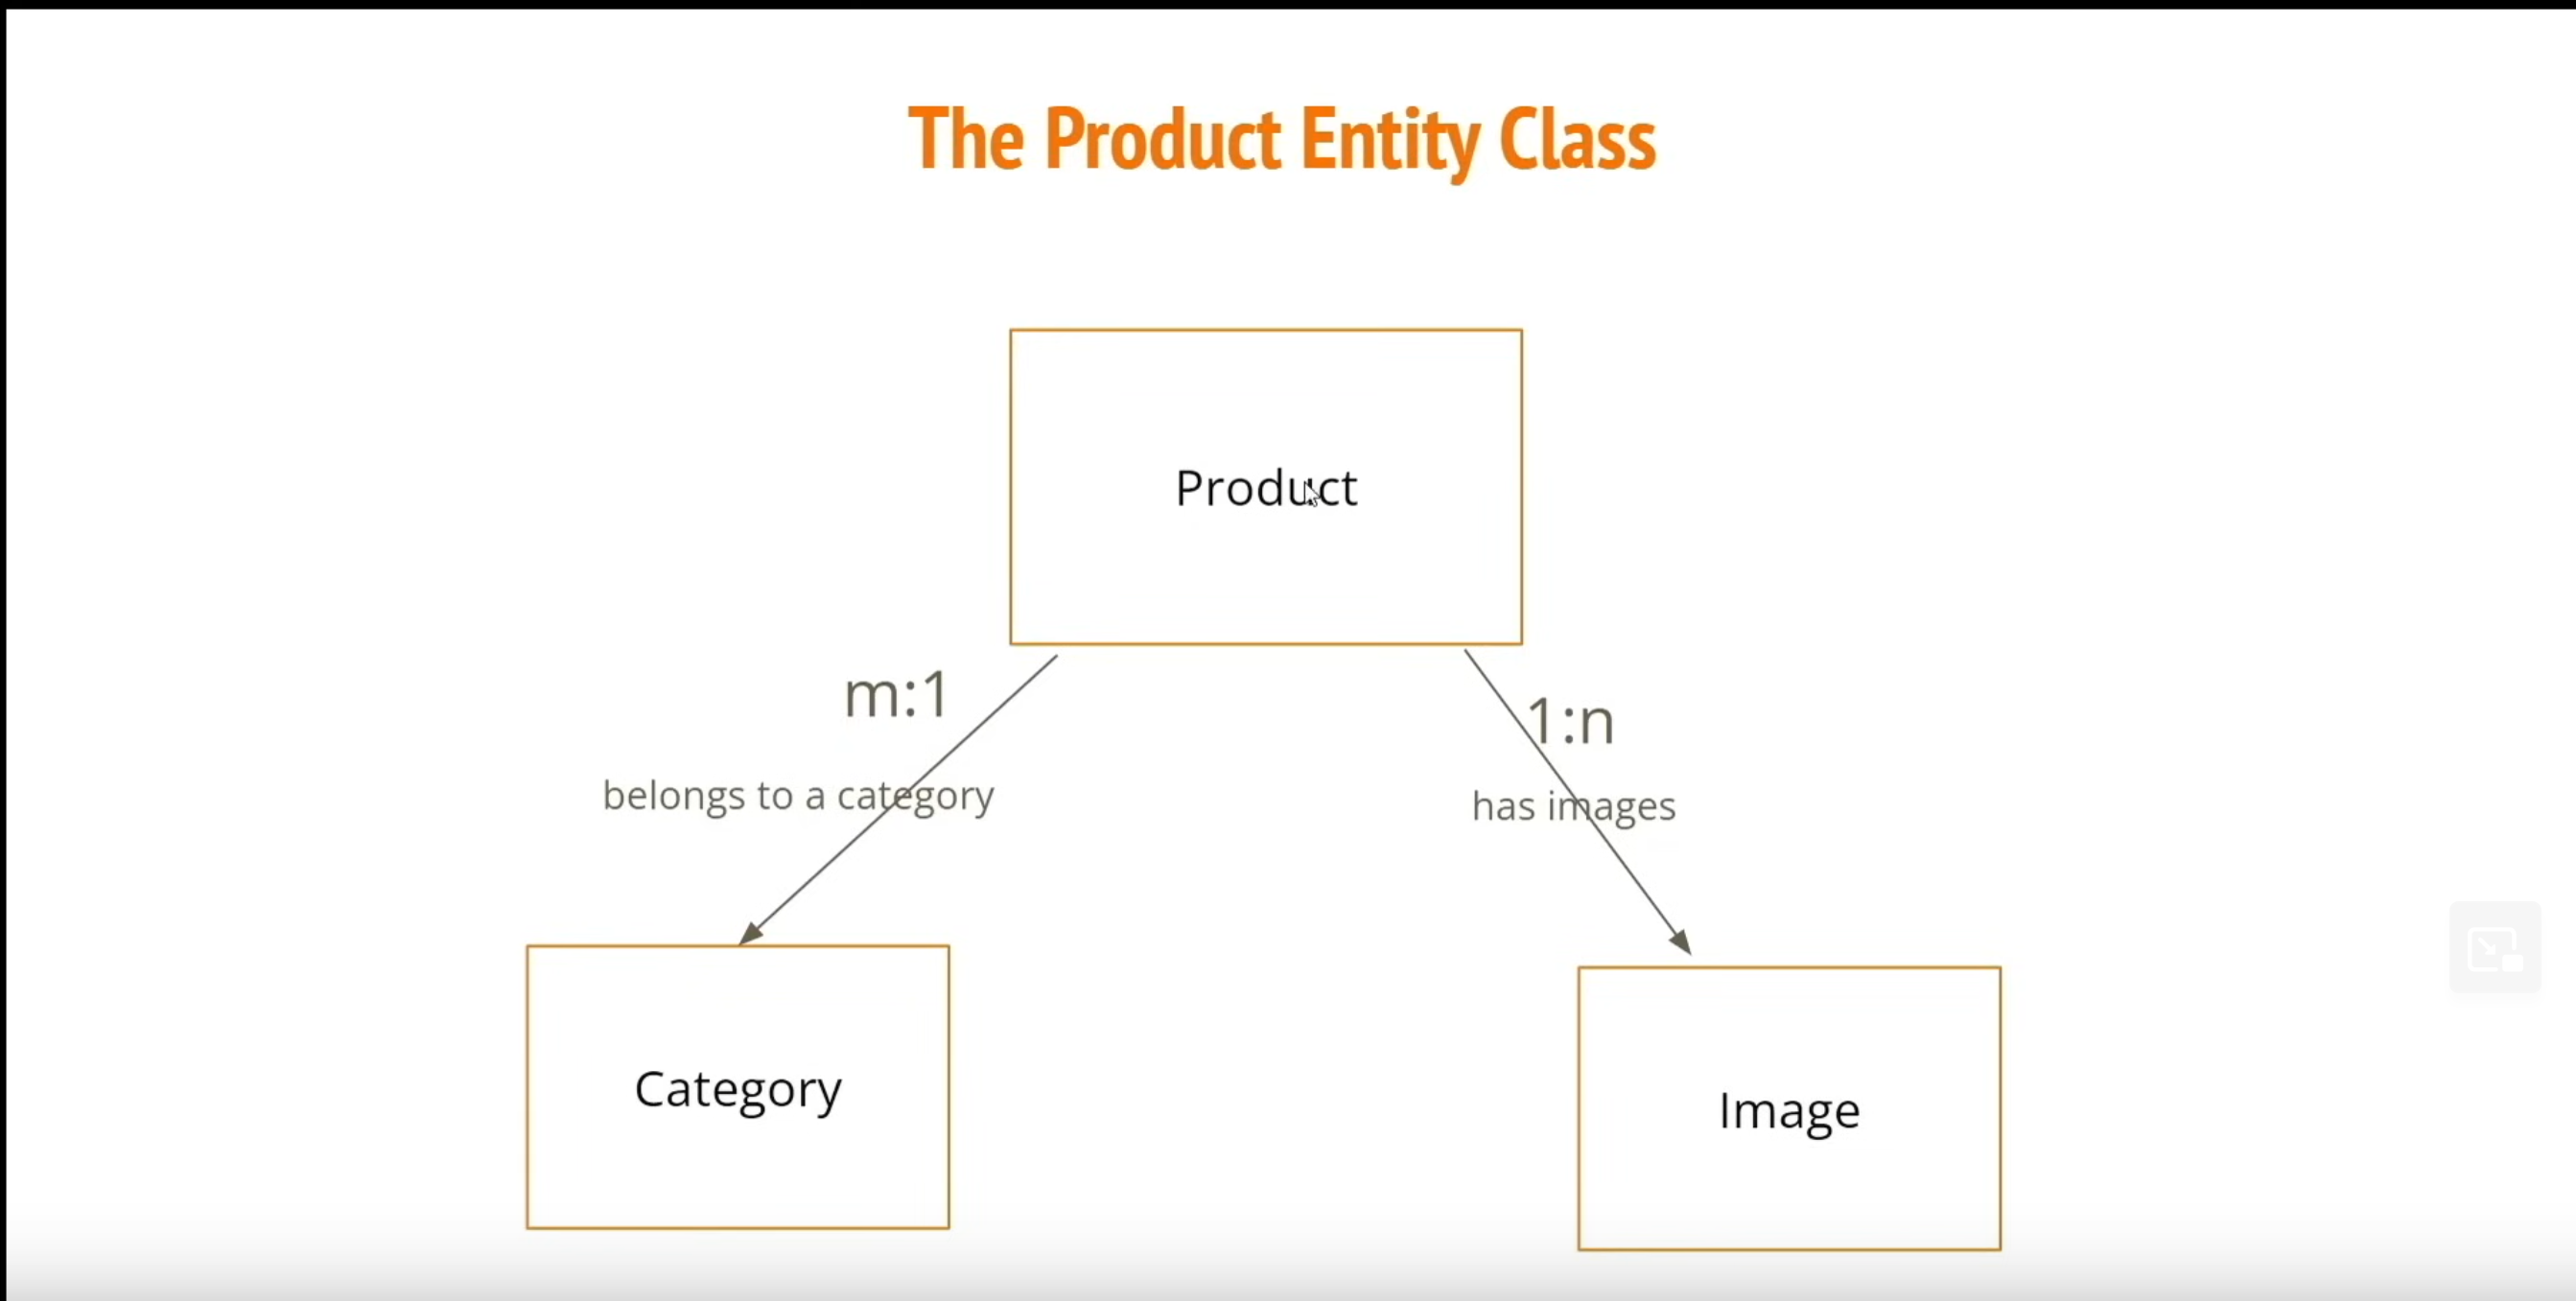 The Product Entity Class
Product
m:1
1:n
belongs to a category
has images
Category
Image